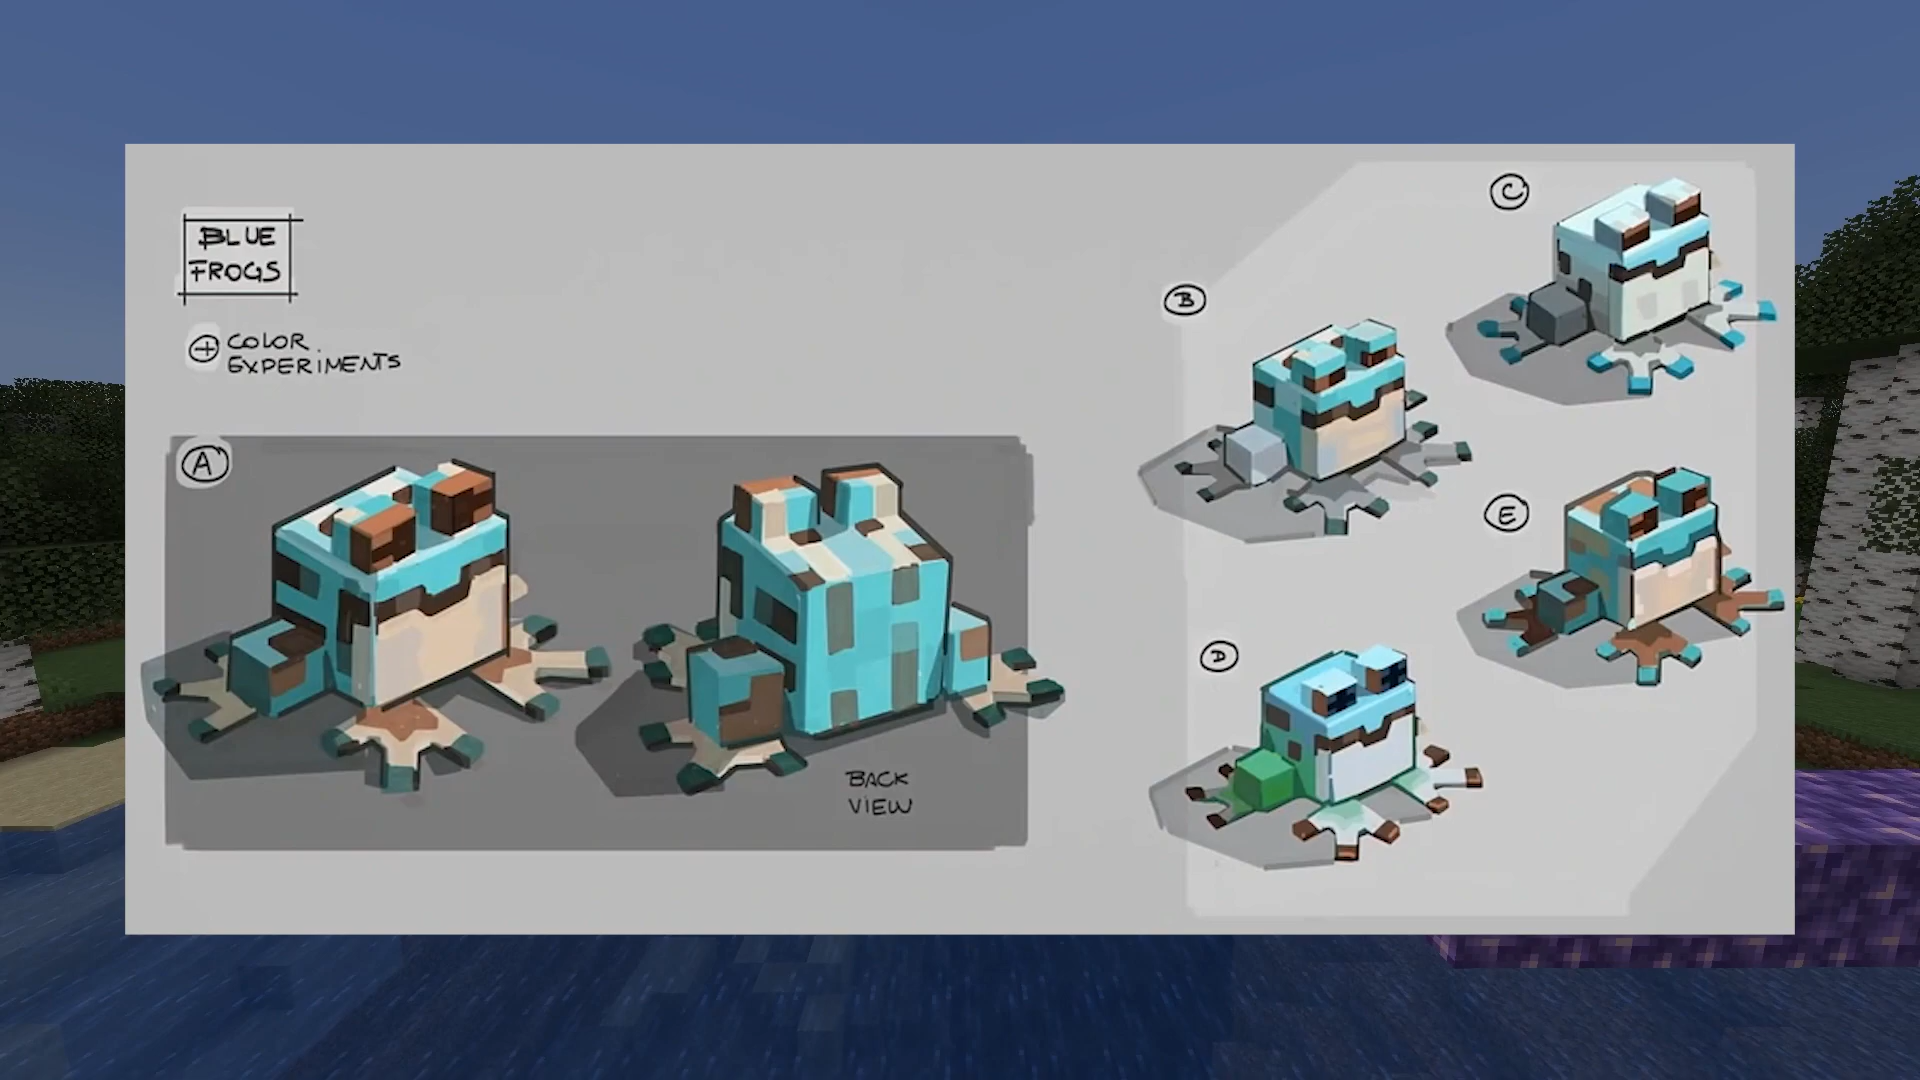 BLUE
FROGS
+ COLOR
EXPERIMENTS
A
BACK
VIEW
B
C
D
E